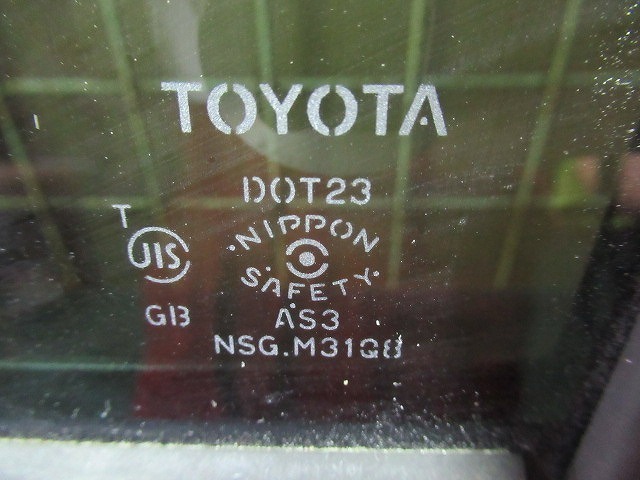 TOYOTA
DOT23
NIPPON
SAFETY
T
JIS
GB
AS3
NSG.M31Q8